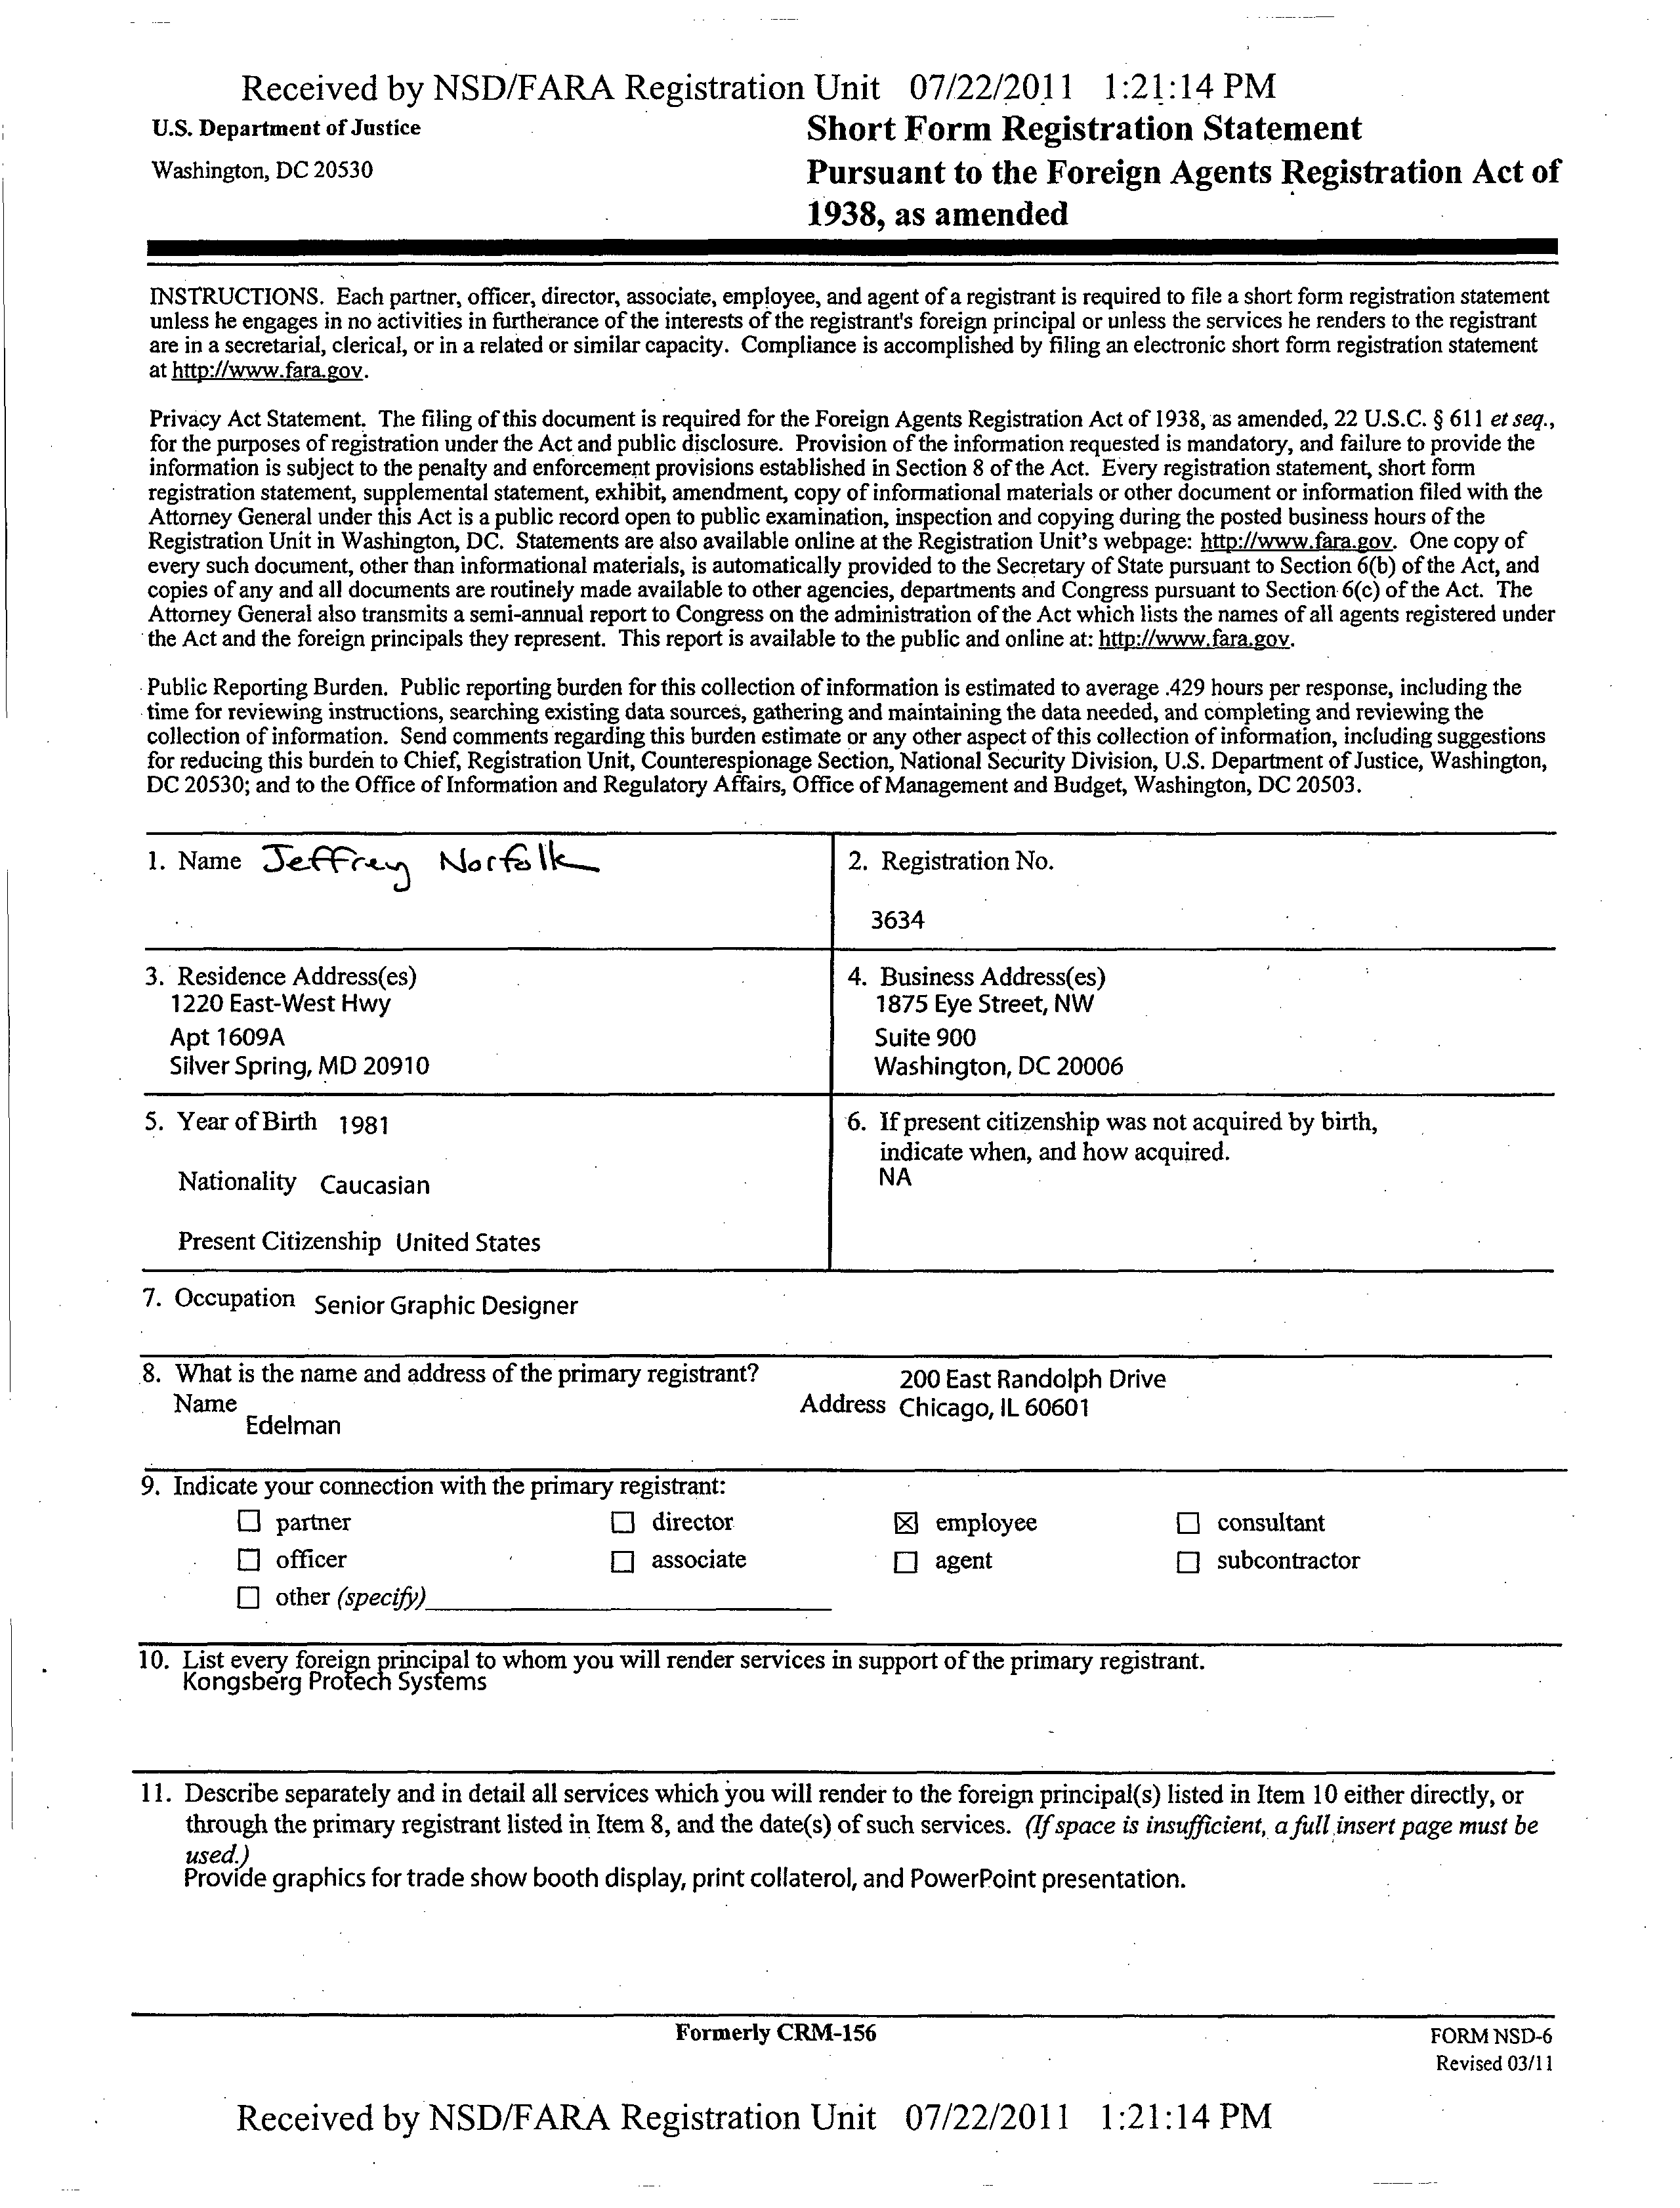 Received by NSD/FARA Registration Unit 07/22/2011 1:21:14 PM
U.S. Department of Justice
Washington, DC 20530
Short Form Registration Statement
Pursuant to the Foreign Agents Registration Act of
1938, as amended
INSTRUCTIONS. Each partner, officer, director, associate, employee, and agent of a registrant is required to file a short form registration statement
unless he engages in no activities in furtherance of the interests of the registrant's foreign principal or unless the services he renders to the registrant
are in a secretarial, clerical, or in a related or similar capacity. Compliance is accomplished by filing an electronic short form registration statement
at http://www.fara.gov.
Privacy Act Statement. The filing of this document is required for the Foreign Agents Registration Act of 1938, as amended, 22 U.S.C. § 611 et seq.,
for the purposes of registration under the Act and public disclosure. Provision of the information requested is mandatory, and failure to provide the
information is subject to the penalty and enforcement provisions established in Section 8 of the Act. Every registration statement, short form
registration statement, supplemental statement, exhibit, amendment, copy of informational materials or other document or information filed with the
Attorney General under this Act is a public record open to public examination, inspection and copying during the posted business hours of the
Registration Unit in Washington, DC. Statements are also available online at the Registration Unit's webpage: http://www.fara.gov. One copy of
every such document, other than informational materials, is automatically provided to the Secretary of State pursuant to Section 6(b) of the Act, and
copies of any and all documents are routinely made available to other agencies, departments and Congress pursuant to Section 6(c) of the Act. The
Attorney General also transmits a semi-annual report to Congress on the administration of the Act which lists the names of all agents registered under
the Act and the foreign principals they represent. This report is available to the public and online at: http://www.fara.gov.
Public Reporting Burden. Public reporting burden for this collection of information is estimated to average .429 hours per response, including the
time for reviewing instructions, searching existing data sources, gathering and maintaining the data needed, and completing and reviewing the
collection of information. Send comments regarding this burden estimate or any other aspect of this collection of information, including suggestions
for reducing this burden to Chief, Registration Unit, Counterespionage Section, National Security Division, U.S. Department of Justice, Washington,
DC 20530; and to the Office of Information and Regulatory Affairs, Office of Management and Budget, Washington, DC 20503.
1. Name Jeffrey Norfolk
2. Registration No.
3634
3. Residence Address(es)
1220 East-West Hwy
Apt 1609A
Silver Spring, MD 20910
4. Business Address(es)
1875 Eye Street, NW
Suite 900
Washington, DC 20006
5. Year of Birth 1981
Nationality Caucasian
Present Citizenship United States
6. If present citizenship was not acquired by birth,
indicate when, and how acquired.
NA
7. Occupation Senior Graphic Designer
8. What is the name and address of the primary registrant?
Name
Edelman
200 East Randolph Drive
Address Chicago, IL 60601
9. Indicate your connection with the primary registrant:
☐ partner ☐ director ☒ employee ☐ consultant
☐ officer ☐ associate ☐ agent ☐ subcontractor
☐ other (specify)
10. List every foreign principal to whom you will render services in support of the primary registrant.
Kongsberg Protech Systems
11. Describe separately and in detail all services which you will render to the foreign principal(s) listed in Item 10 either directly, or
through the primary registrant listed in Item 8, and the date(s) of such services. (If space is insufficient, a full insert page must be
used.)
Provide graphics for trade show booth display, print collaterol, and PowerPoint presentation.
Formerly CRM-156
FORM NSD-6
Revised 03/11
Received by NSD/FARA Registration Unit 07/22/2011 1:21:14 PM